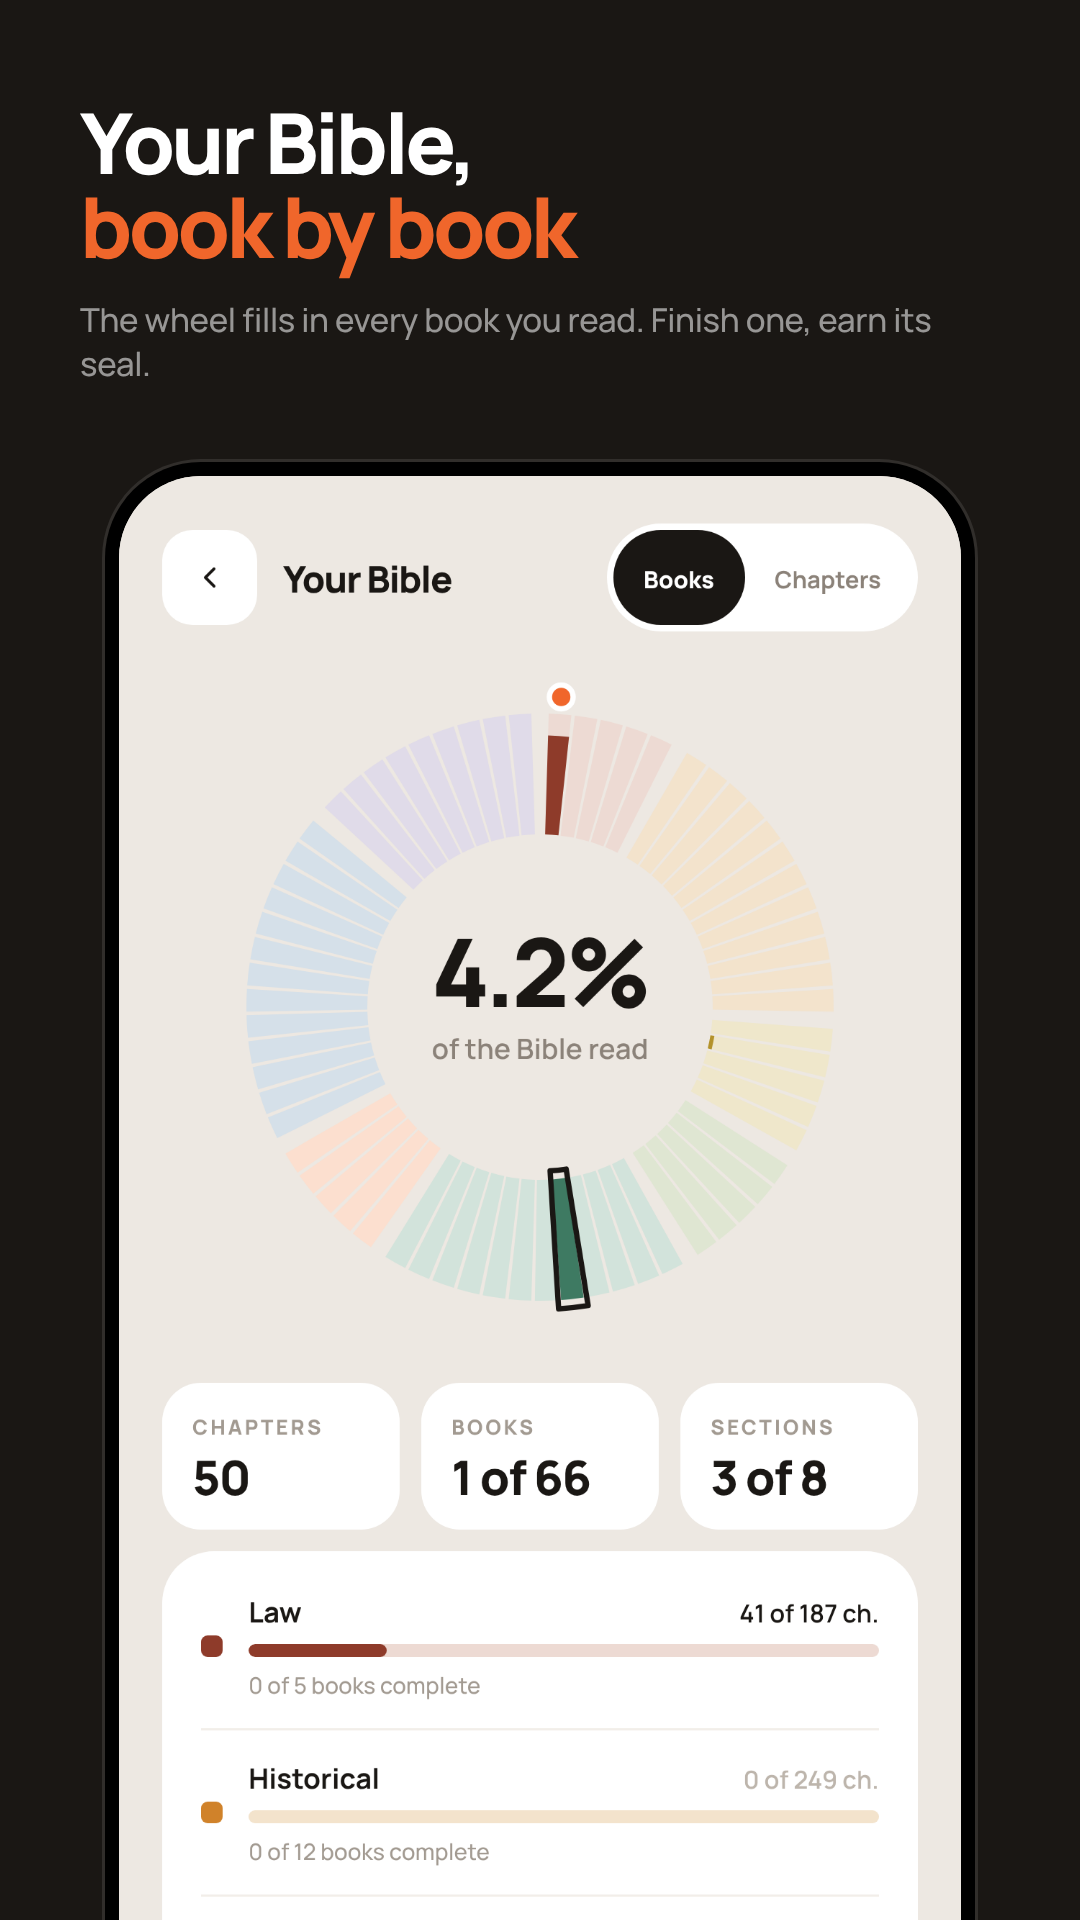 Your Bible,
book by book
The wheel fills in every book you read. Finish one, earn its
seal.
Your Bible
Books
Chapters
4.2%
of the Bible read
CHAPTERS
50
BOOKS
1 of 66
SECTIONS
3 of 8
Law
41 of 187 ch.
0 of 5 books complete
Historical
0 of 249 ch.
0 of 12 books complete